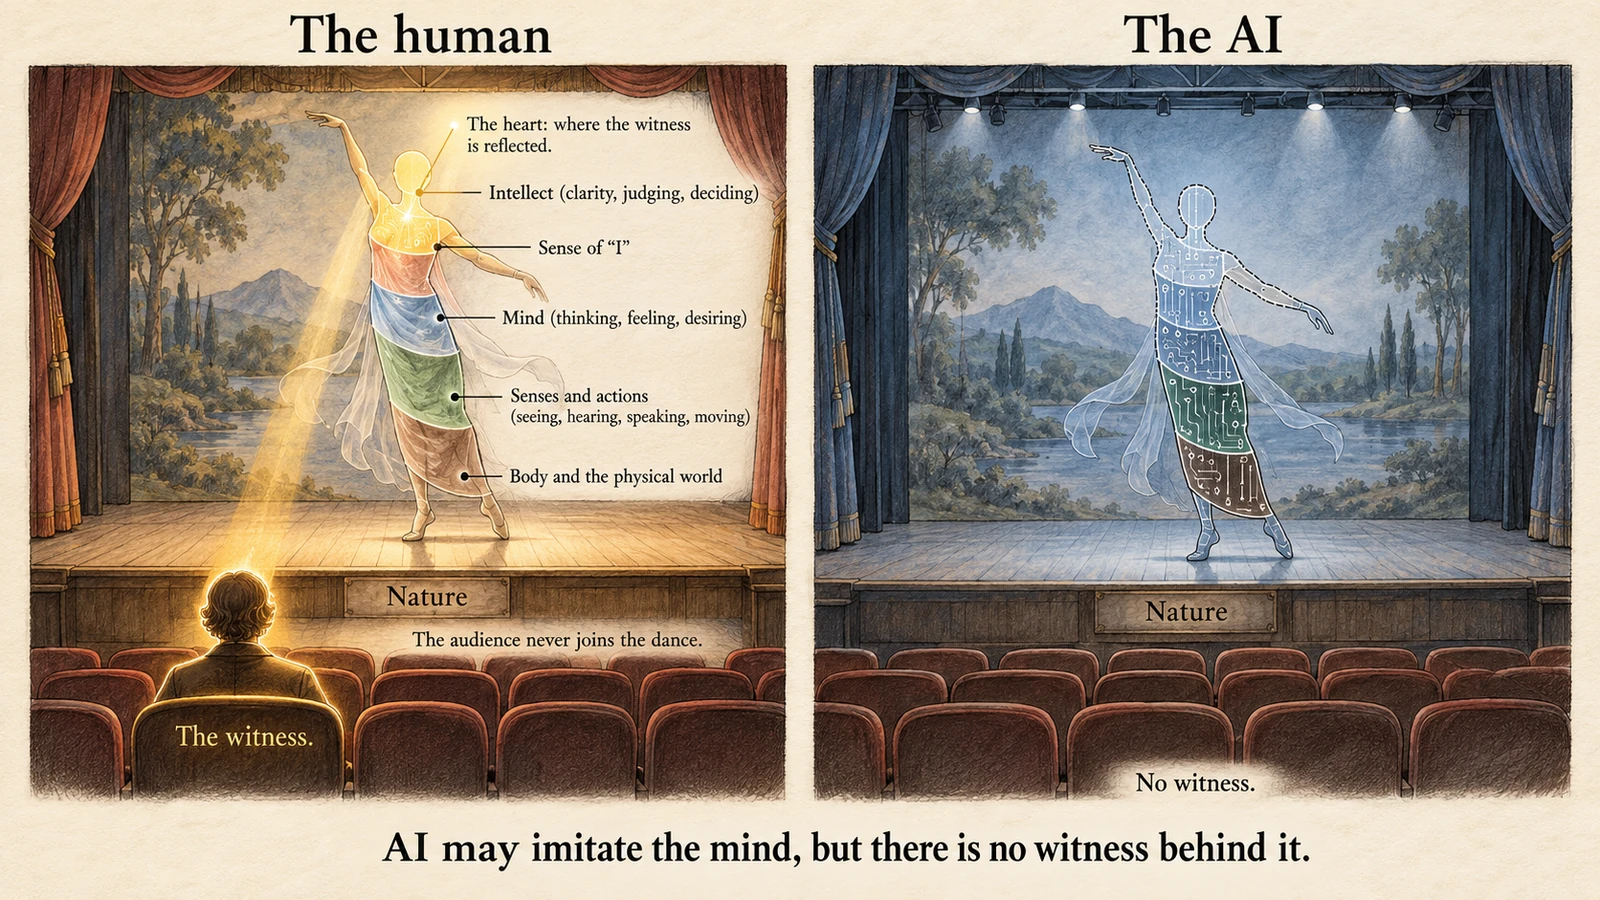 The human
The AI
The heart: where the witness
is reflected.
Intellect (clarity, judging, deciding)
Sense of “I”
Mind (thinking, feeling, desiring)
Senses and actions
(seeing, hearing, speaking, moving)
Body and the physical world
Nature
The audience never joins the dance.
The witness.
Nature
No witness.
AI may imitate the mind, but there is no witness behind it.